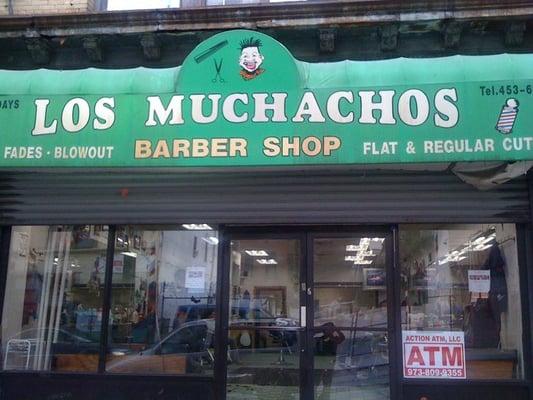 DAYS
LOS MUCHACHOS
Tel.453-6
FADES - BLOWOUT
BARBER SHOP
FLAT & REGULAR CUT
ACTION ATM, LLC
ATM
973-809-9355